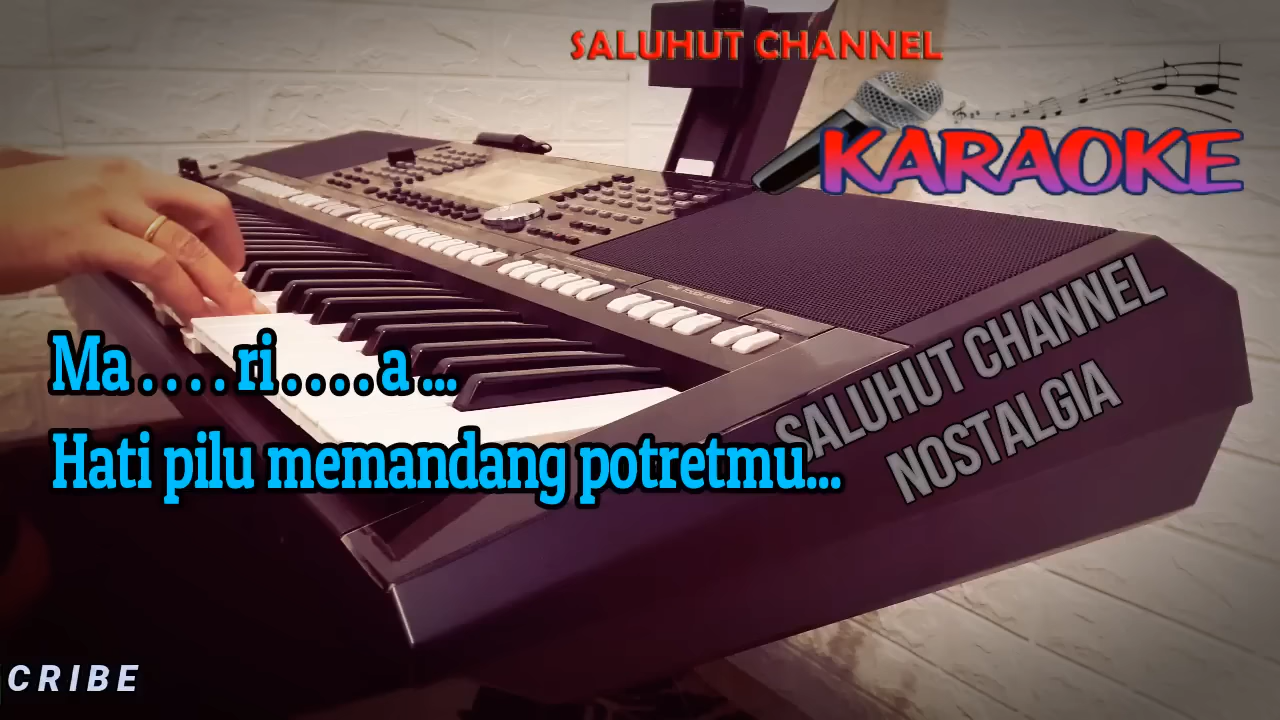 SALUHUT CHANNEL
KARAOKE
SALUHUT CHANNEL
NOSTALGIA
Ma . . . . ri . . . . a ...
Hati pilu memandang potretmu...
CRIBE